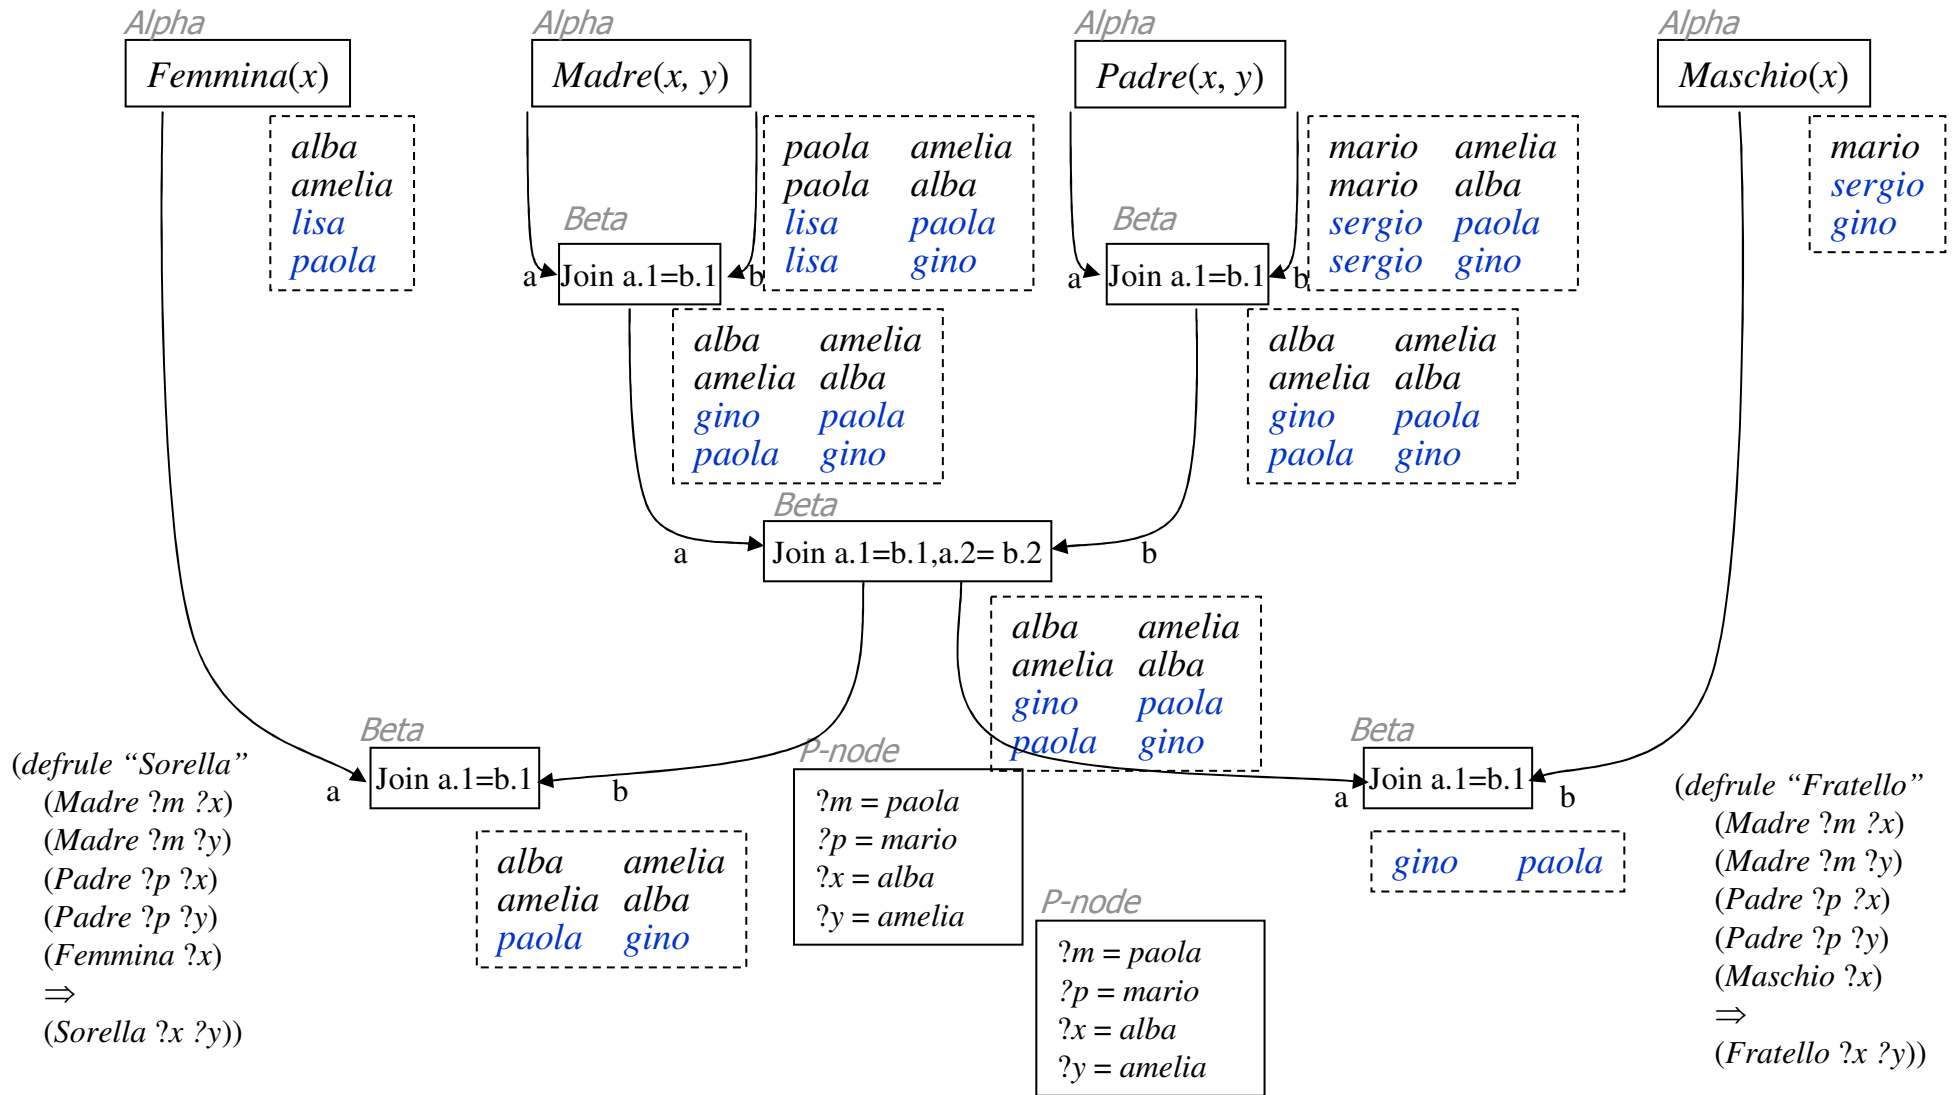 Alpha
Alpha
Alpha
Alpha
Femmina(x)
Madre(x, y)
Padre(x, y)
Maschio(x)
alba
amelia
lisa
paola
paola amelia
paola alba
lisa paola
lisa gino
mario amelia
mario alba
sergio paola
sergio gino
mario
sergio
gino
Beta
a
Join a.1=b.1
b
Beta
a
Join a.1=b.1
b
alba amelia
amelia alba
gino paola
paola gino
alba amelia
amelia alba
gino paola
paola gino
Beta
a
Join a.1=b.1,a.2= b.2
b
alba amelia
amelia alba
gino paola
paola gino
(defrule “Sorella”
(Madre ?m ?x)
(Madre ?m ?y)
(Padre ?p ?x)
(Padre ?p ?y)
(Femmina ?x)
⇒
(Sorella ?x ?y))
Beta
a
Join a.1=b.1
b
alba amelia
amelia alba
paola gino
P-node
?m = paola
?p = mario
?x = alba
?y = amelia
P-node
?m = paola
?p = mario
?x = alba
?y = amelia
Beta
a
Join a.1=b.1
b
gino paola
(defrule “Fratello”
(Madre ?m ?x)
(Madre ?m ?y)
(Padre ?p ?x)
(Padre ?p ?y)
(Maschio ?x)
⇒
(Fratello ?x ?y))